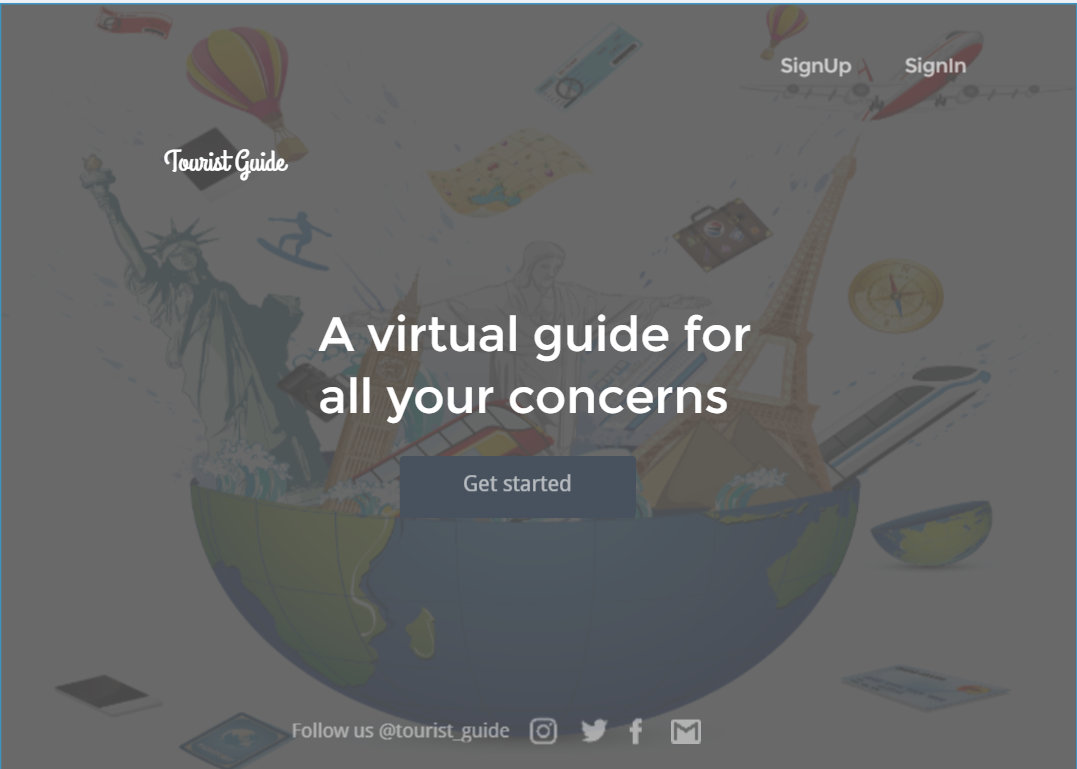 SignUp
SignIn
Tourist Guide
A virtual guide for
all your concerns
Get started
Follow us @tourist_guide